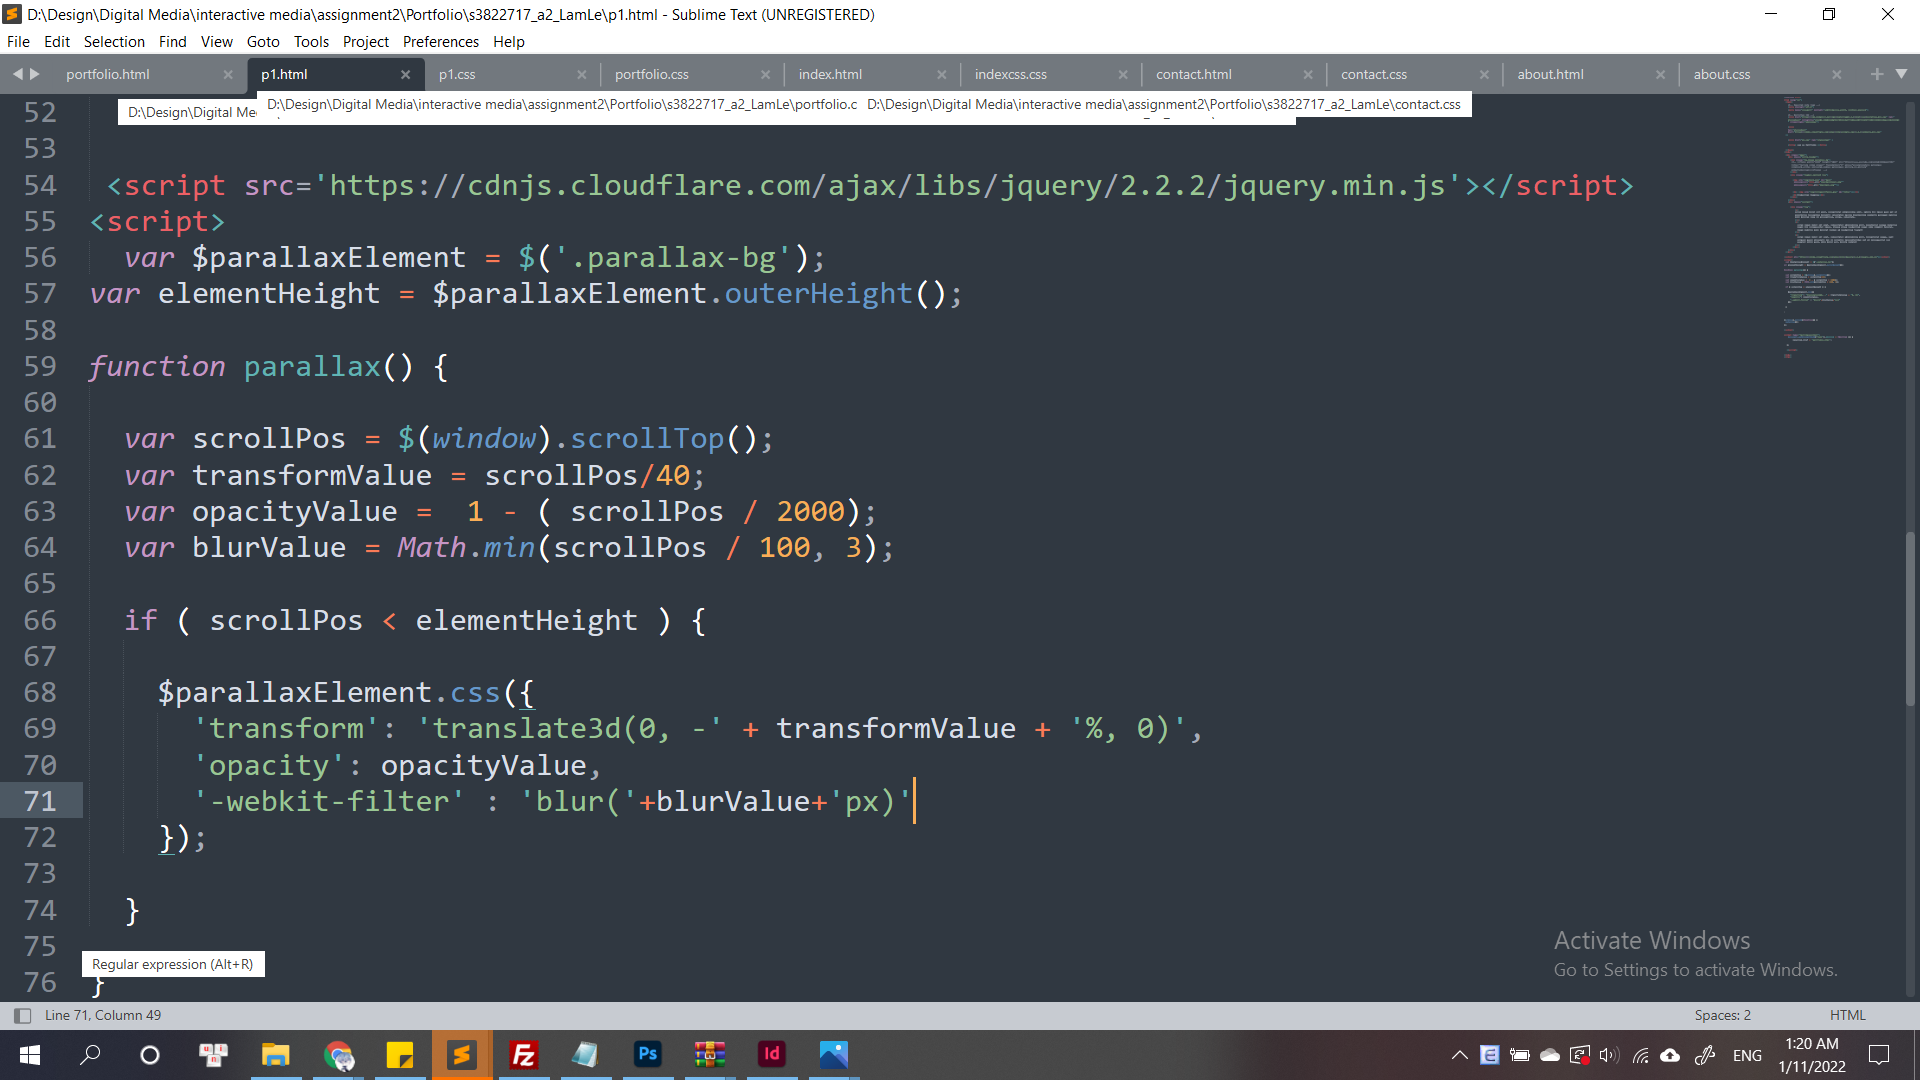 D:\Design\Digital Media\interactive media\assignment2\Portfolio\s3822717_a2_LamLe\p1.html - Sublime Text (UNREGISTERED)
File Edit Selection Find View Goto Tools Project Preferences Help
portfolio.html p1.html p1.css portfolio.css index.html indexcss.css contact.html contact.css about.html about.css
D:\Design\Digital Media\interactive media\assignment2\Portfolio\s3822717_a2_LamLe\portfolio.c D:\Design\Digital Media\interactive media\assignment2\Portfolio\s3822717_a2_LamLe\contact.css
D:\Design\Digital Me
52
53
54 <script src='https://cdnjs.cloudflare.com/ajax/libs/jquery/2.2.2/jquery.min.js'></script>
55 <script>
56 var $parallaxElement = $('.parallax-bg');
57 var elementHeight = $parallaxElement.outerHeight();
58
59 function parallax() {
60
61 var scrollPos = $(window).scrollTop();
62 var transformValue = scrollPos/40;
63 var opacityValue =  1 - ( scrollPos / 2000);
64 var blurValue = Math.min(scrollPos / 100, 3);
65
66 if ( scrollPos < elementHeight ) {
67
68 $parallaxElement.css({
69 'transform': 'translate3d(0, -' + transformValue + '%, 0)',
70 'opacity': opacityValue,
71 '-webkit-filter' : 'blur('+blurValue+'px)'
72 });
73
74 }
75
Regular expression (Alt+R)
76 }
Activate Windows
Go to Settings to activate Windows.
Line 71, Column 49 Spaces: 2 HTML
1:20 AM
ENG
1/11/2022